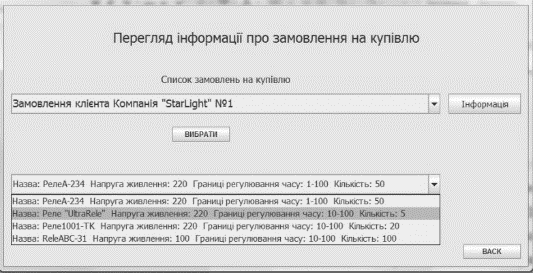 Перегляд інформації про замовлення на купівлю
Список замовлень на купівлю
Замовлення клієнта Компанія "StarLight" №1
Інформація
ВИБРАТИ
Назва: РелеА-234 Напруга живлення: 220 Границі регулювання часу: 1-100 Кількість: 50
Назва: РелеА-234 Напруга живлення: 220 Границі регулювання часу: 1-100 Кількість: 50
Назва: Реле "UltraRele" Напруга живлення: 220 Границі регулювання часу: 10-100 Кількість: 5
Назва: Реле1001-ТК Напруга живлення: 220 Границі регулювання часу: 10-100 Кількість: 20
Назва: ReleABC-31 Напруга живлення: 100 Границі регулювання часу: 10-100 Кількість: 100
BACK